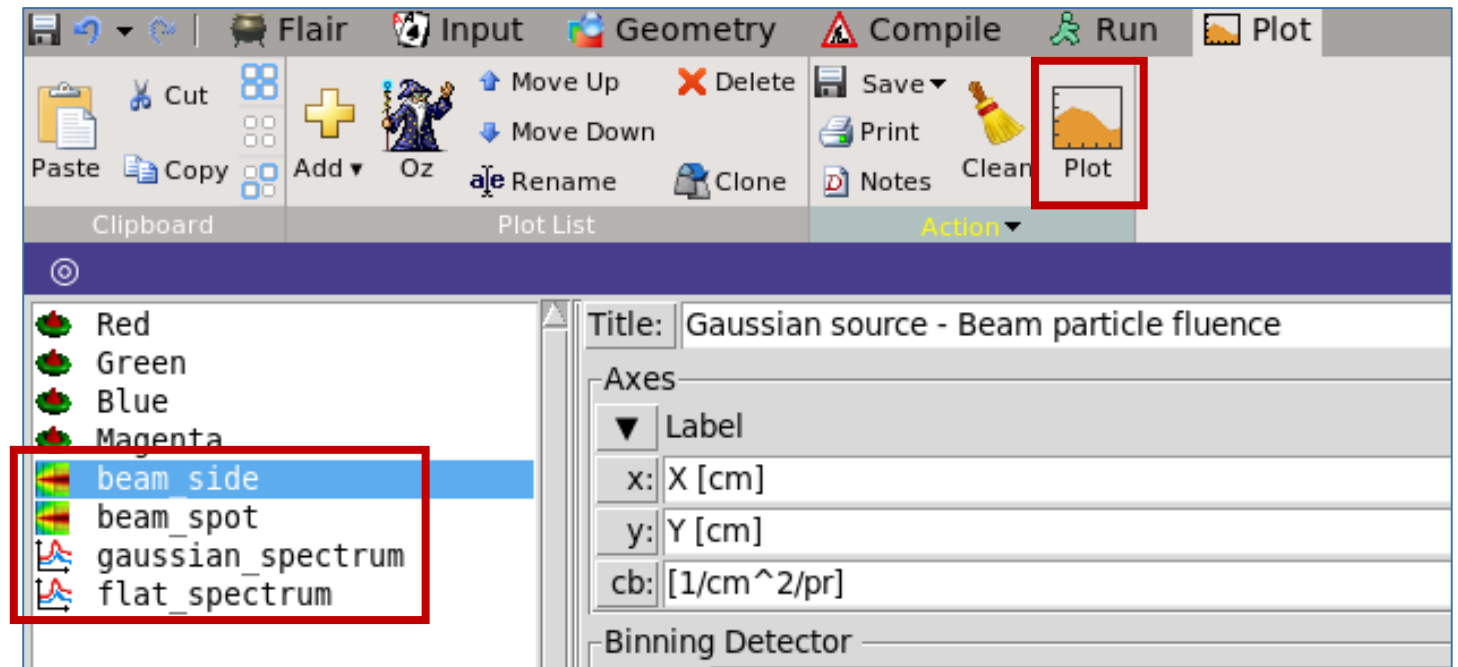 Flair Input Geometry Compile Run Plot
Paste Cut Copy Add Oz Move Up Move Down Rename Delete Clone Save Print Notes Clean Plot
Clipboard Plot List Action
Red
Green
Blue
Magenta
beam_side
beam_spot
gaussian_spectrum
flat_spectrum
Title: Gaussian source - Beam particle fluence
Axes
Label
x: X [cm]
y: Y [cm]
cb: [1/cm^2/pr]
Binning Detector